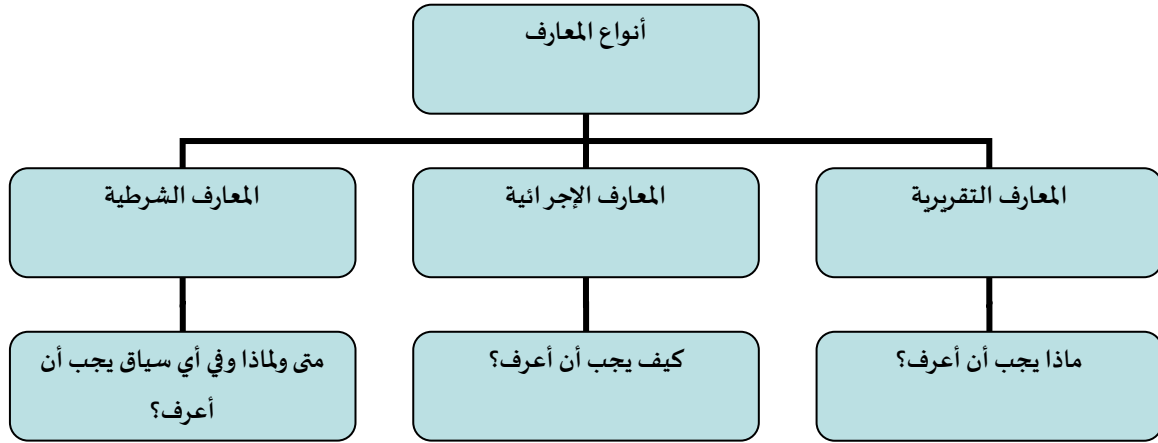 أنواع المعارف
المعارف التقريرية
المعارف الإجرائية
المعارف الشرطية
ماذا يجب أن أعرف؟
كيف يجب أن أعرف؟
متى ولماذا وفي أي سياق يجب أن
أعرف؟